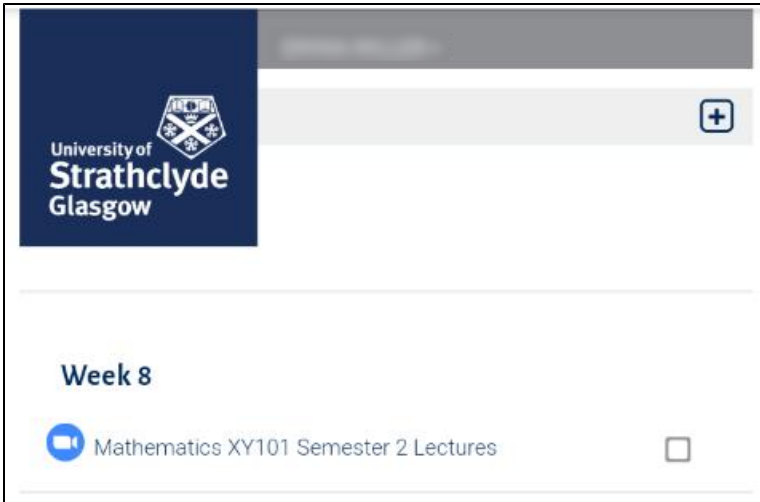 University of
Strathclyde
Glasgow
Week 8
Mathematics XY101 Semester 2 Lectures